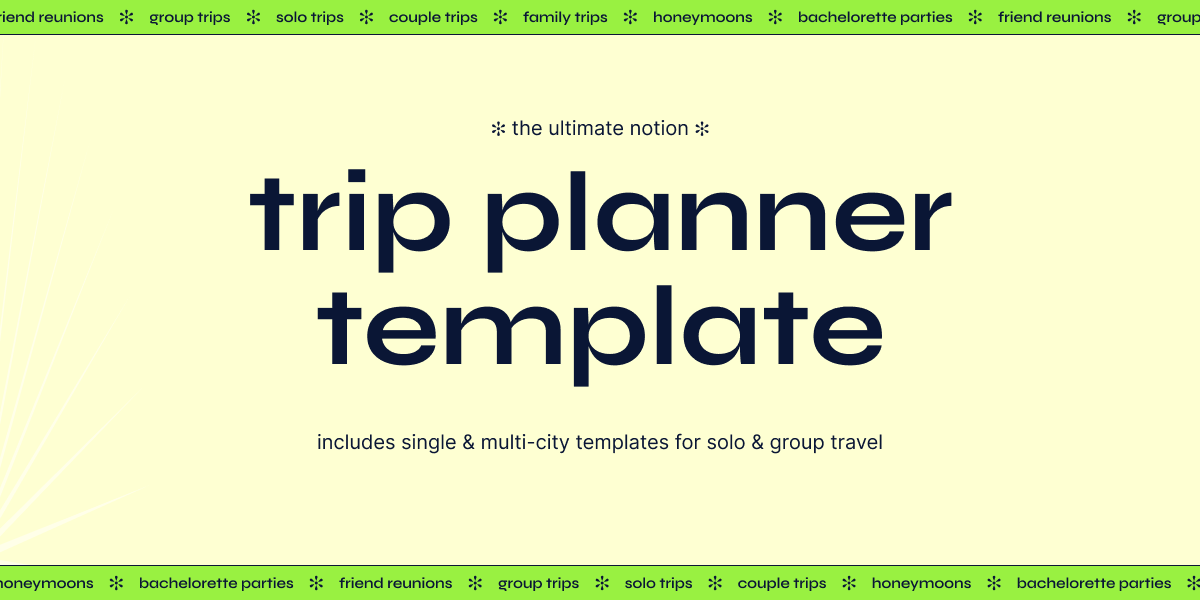 friend reunions ✻ group trips ✻ solo trips ✻ couple trips ✻ family trips ✻ honeymoons ✻ bachelorette parties ✻ friend reunions ✻ group
✻ the ultimate notion ✻
trip planner
template
includes single & multi-city templates for solo & group travel
honeymoons ✻ bachelorette parties ✻ friend reunions ✻ group trips ✻ solo trips ✻ couple trips ✻ honeymoons ✻ bachelorette parties ✻